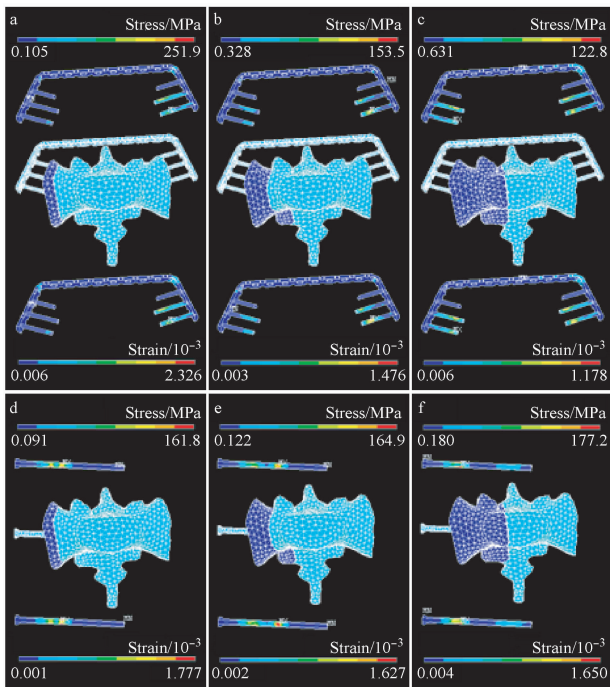 a
Stress/MPa
0.105 251.9
Strain/10⁻³
0.006 2.326
b
Stress/MPa
0.328 153.5
Strain/10⁻³
0.003 1.476
c
Stress/MPa
0.631 122.8
Strain/10⁻³
0.006 1.178
d
Stress/MPa
0.091 161.8
Strain/10⁻³
0.001 1.777
e
Stress/MPa
0.122 164.9
Strain/10⁻³
0.002 1.627
f
Stress/MPa
0.180 177.2
Strain/10⁻³
0.004 1.650